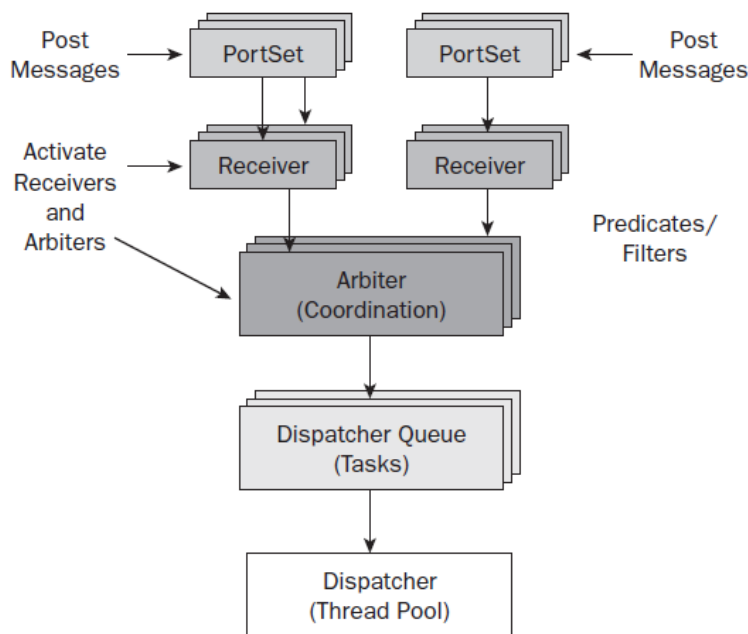 Post
Messages
PortSet
PortSet
Post
Messages
Activate
Receivers
and
Arbiters
Receiver
Receiver
Predicates/
Filters
Arbiter
(Coordination)
Dispatcher Queue
(Tasks)
Dispatcher
(Thread Pool)